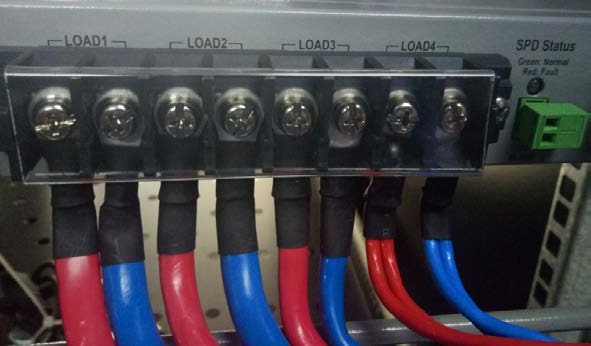 LOAD1 LOAD2 LOAD3 LOAD4 SPD Status
Green: Normal
Red: Fault